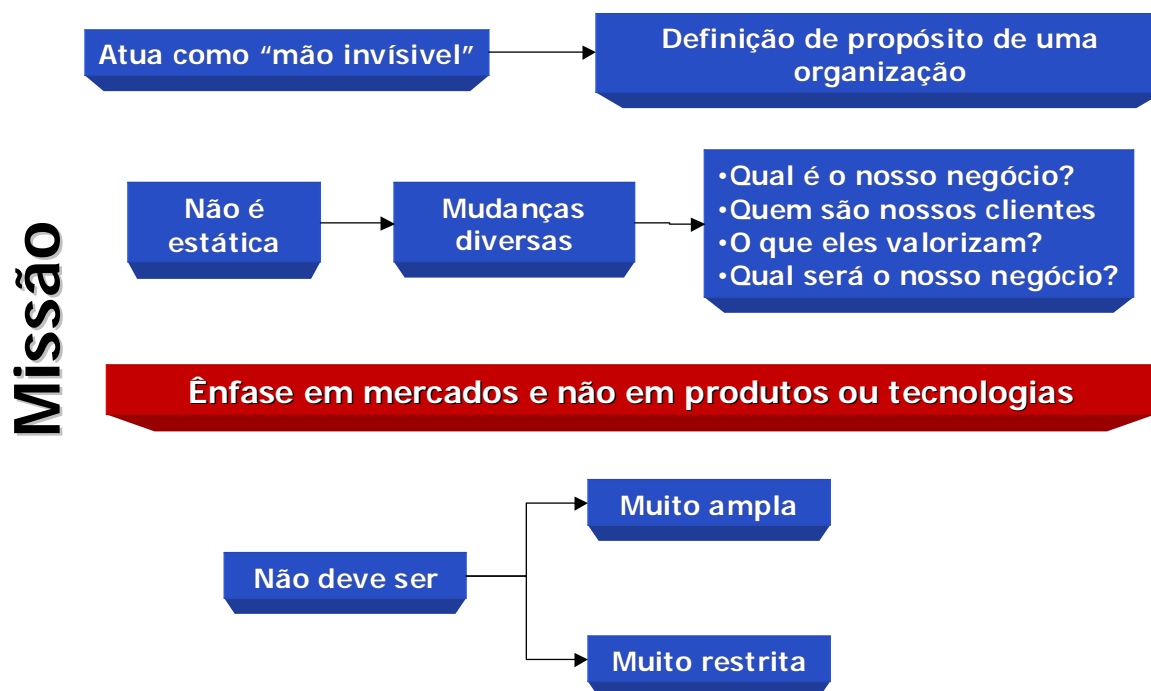 Missão
Atua como “mão invísivel”
Definição de propósito de uma
organização
Não é
estática
Mudanças
diversas
•Qual é o nosso negócio?
•Quem são nossos clientes
•O que eles valorizam?
•Qual será o nosso negócio?
Ênfase em mercados e não em produtos ou tecnologias
Não deve ser
Muito ampla
Muito restrita